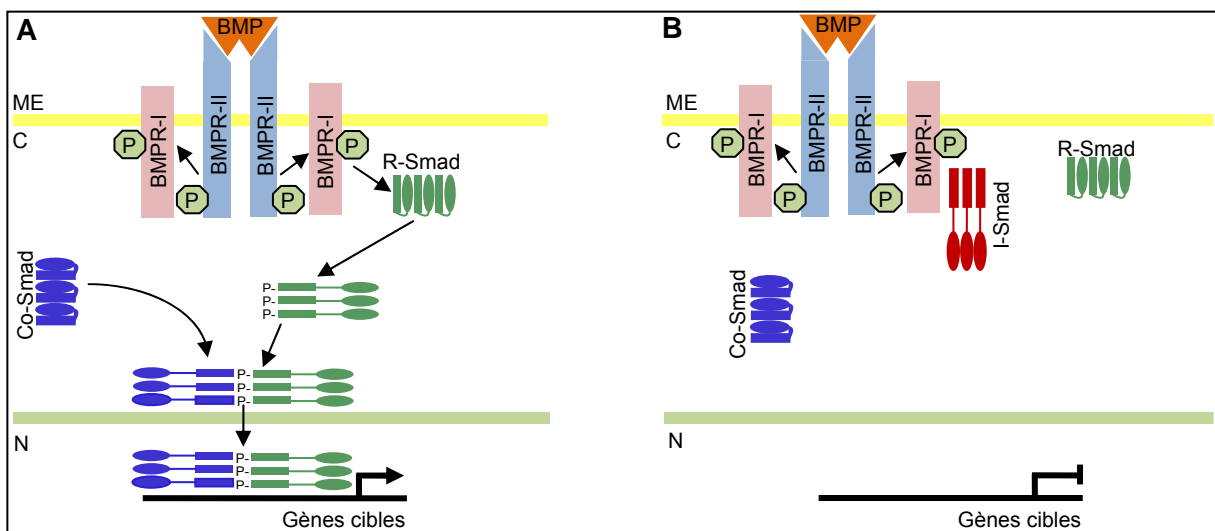 A
BMP
BMPR-I
BMPR-II
BMPR-II
BMPR-I
ME
C
P
P
P
P
R-Smad
Co-Smad
P-
P-
P-
P-
P-
P-
N
P-
P-
P-
Gènes cibles
B
BMP
BMPR-I
BMPR-II
BMPR-II
BMPR-I
ME
C
P
P
P
P
R-Smad
I-Smad
Co-Smad
N
Gènes cibles